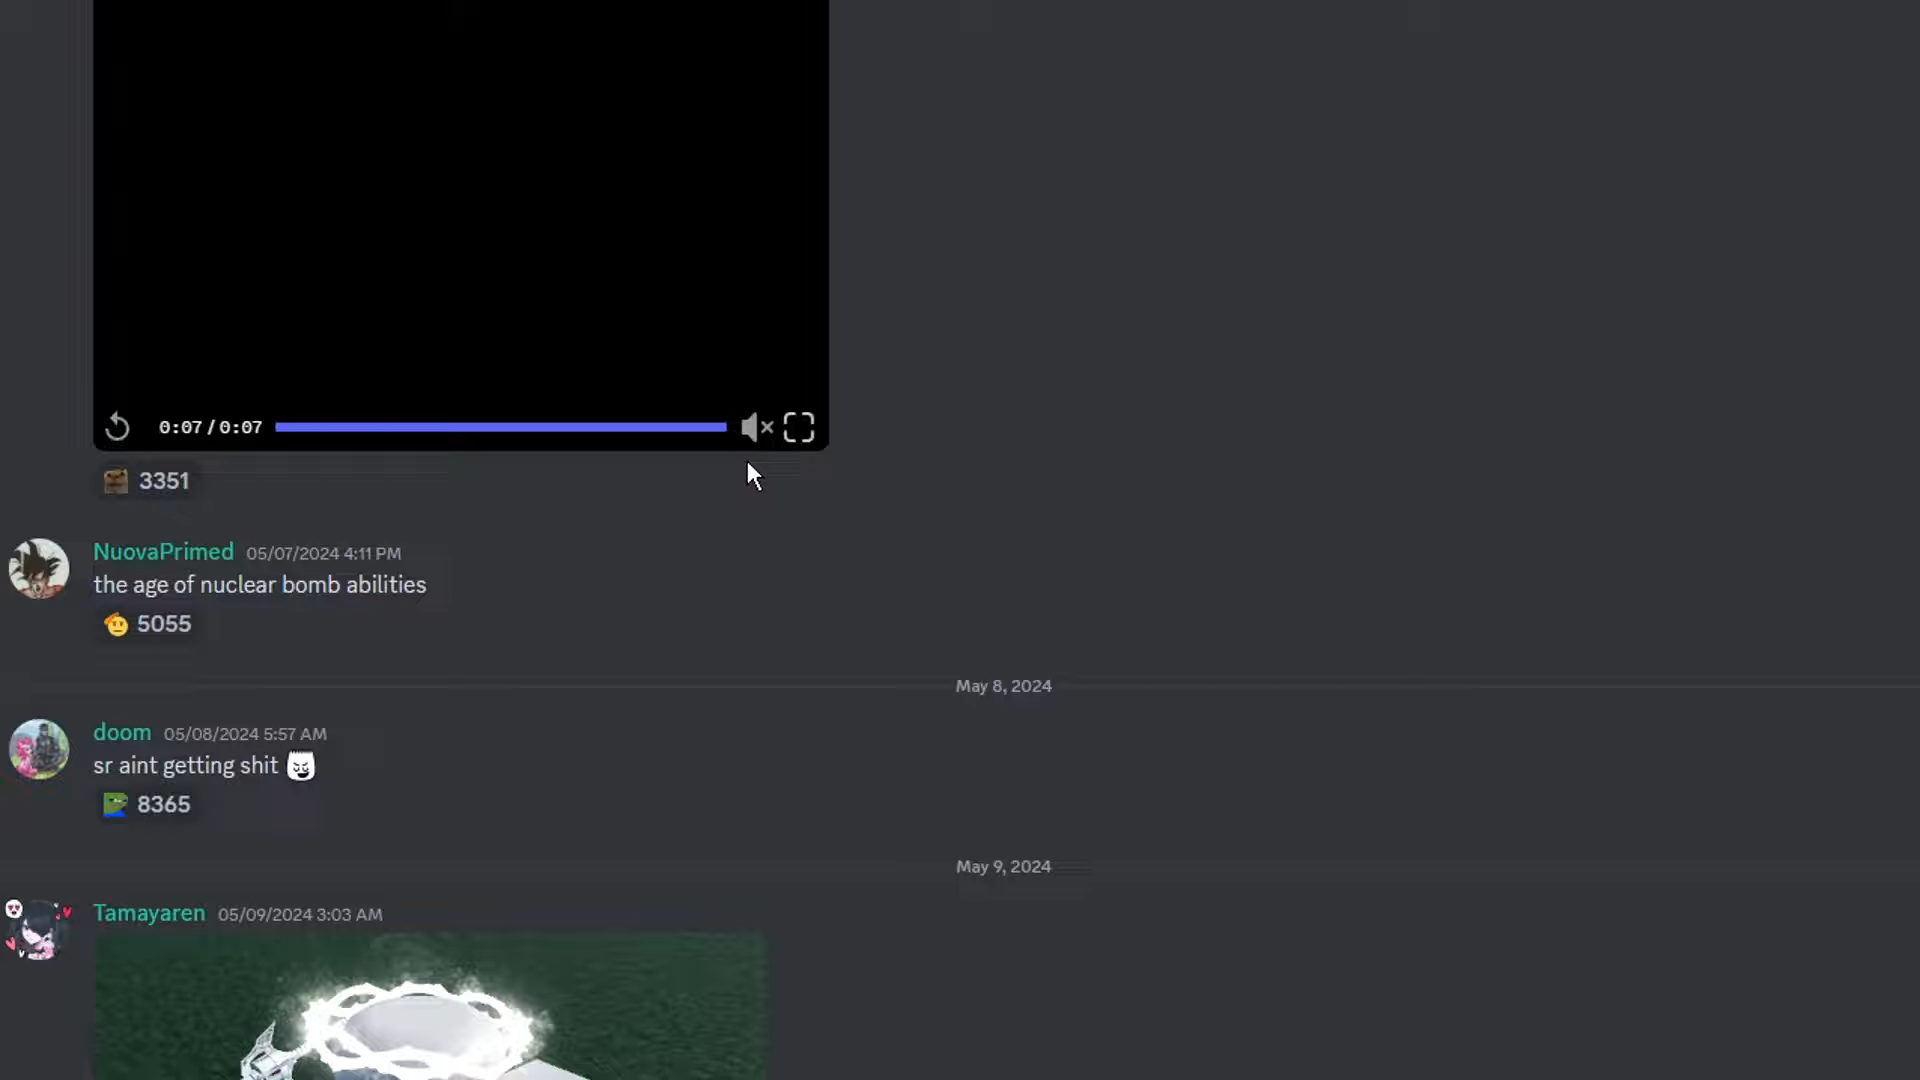 0:07 / 0:07
3351
NuovaPrimed 05/07/2024 4:11 PM
the age of nuclear bomb abilities
5055
May 8, 2024
doom 05/08/2024 5:57 AM
sr aint getting shit
8365
May 9, 2024
Tamayaren 05/09/2024 3:03 AM